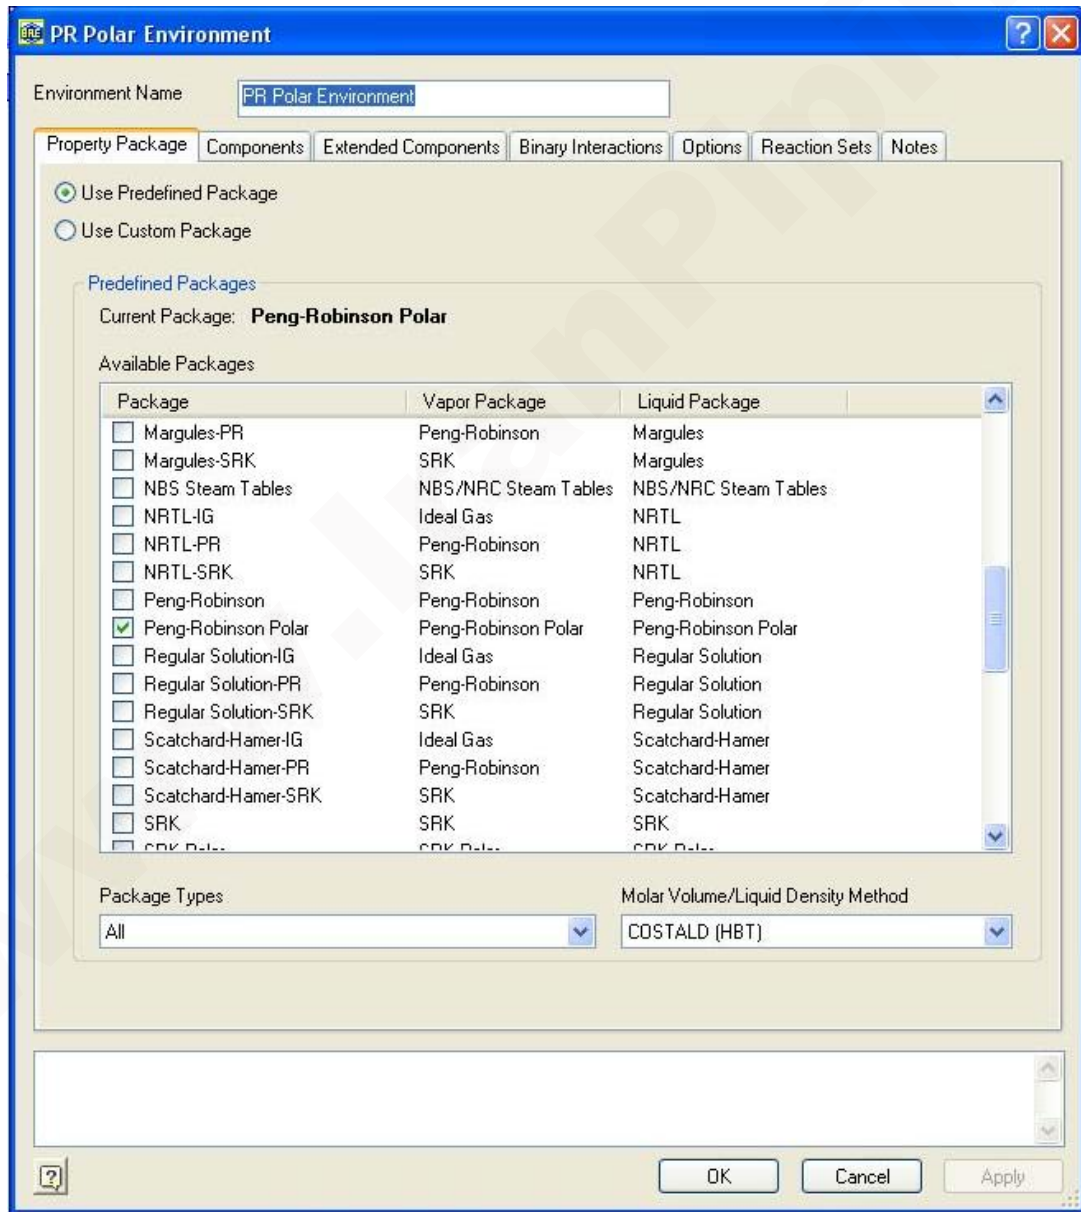 PR Polar Environment
Environment Name PR Polar Environment
Property Package Components Extended Components Binary Interactions Options Reaction Sets Notes
Use Predefined Package
Use Custom Package
Predefined Packages
Current Package: Peng-Robinson Polar
Available Packages
Package Vapor Package Liquid Package
Margules-PR Peng-Robinson Margules
Margules-SRK SRK Margules
NBS Steam Tables NBS/NRC Steam Tables NBS/NRC Steam Tables
NRTL-IG Ideal Gas NRTL
NRTL-PR Peng-Robinson NRTL
NRTL-SRK SRK NRTL
Peng-Robinson Peng-Robinson Peng-Robinson
Peng-Robinson Polar Peng-Robinson Polar Peng-Robinson Polar
Regular Solution-IG Ideal Gas Regular Solution
Regular Solution-PR Peng-Robinson Regular Solution
Regular Solution-SRK SRK Regular Solution
Scatchard-Hamer-IG Ideal Gas Scatchard-Hamer
Scatchard-Hamer-PR Peng-Robinson Scatchard-Hamer
Scatchard-Hamer-SRK SRK Scatchard-Hamer
SRK SRK SRK
SRK Polar SRK Polar SRK Polar
Package Types Molar Volume/Liquid Density Method
All COSTALD (HBT)
OK Cancel Apply